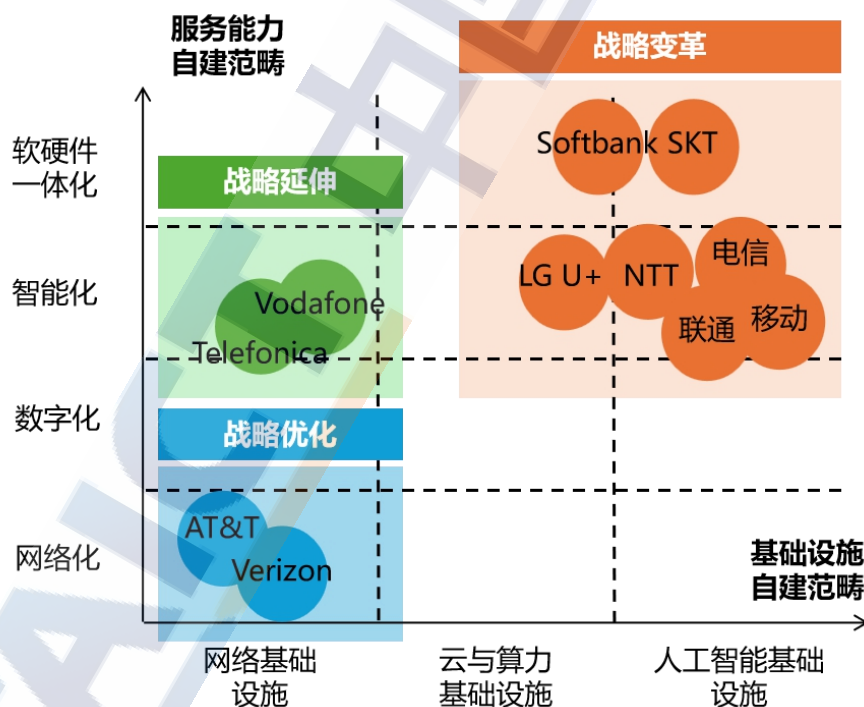 服务能力
自建范畴
战略变革
软硬件
一体化
Softbank
SKT
战略延伸
智能化
LG U+
NTT
电信
Vodafone
联通
移动
Telefonica
数字化
战略优化
AT&T
网络化
Verizon
基础设施
自建范畴
网络基础
设施
云与算力
基础设施
人工智能基础
设施